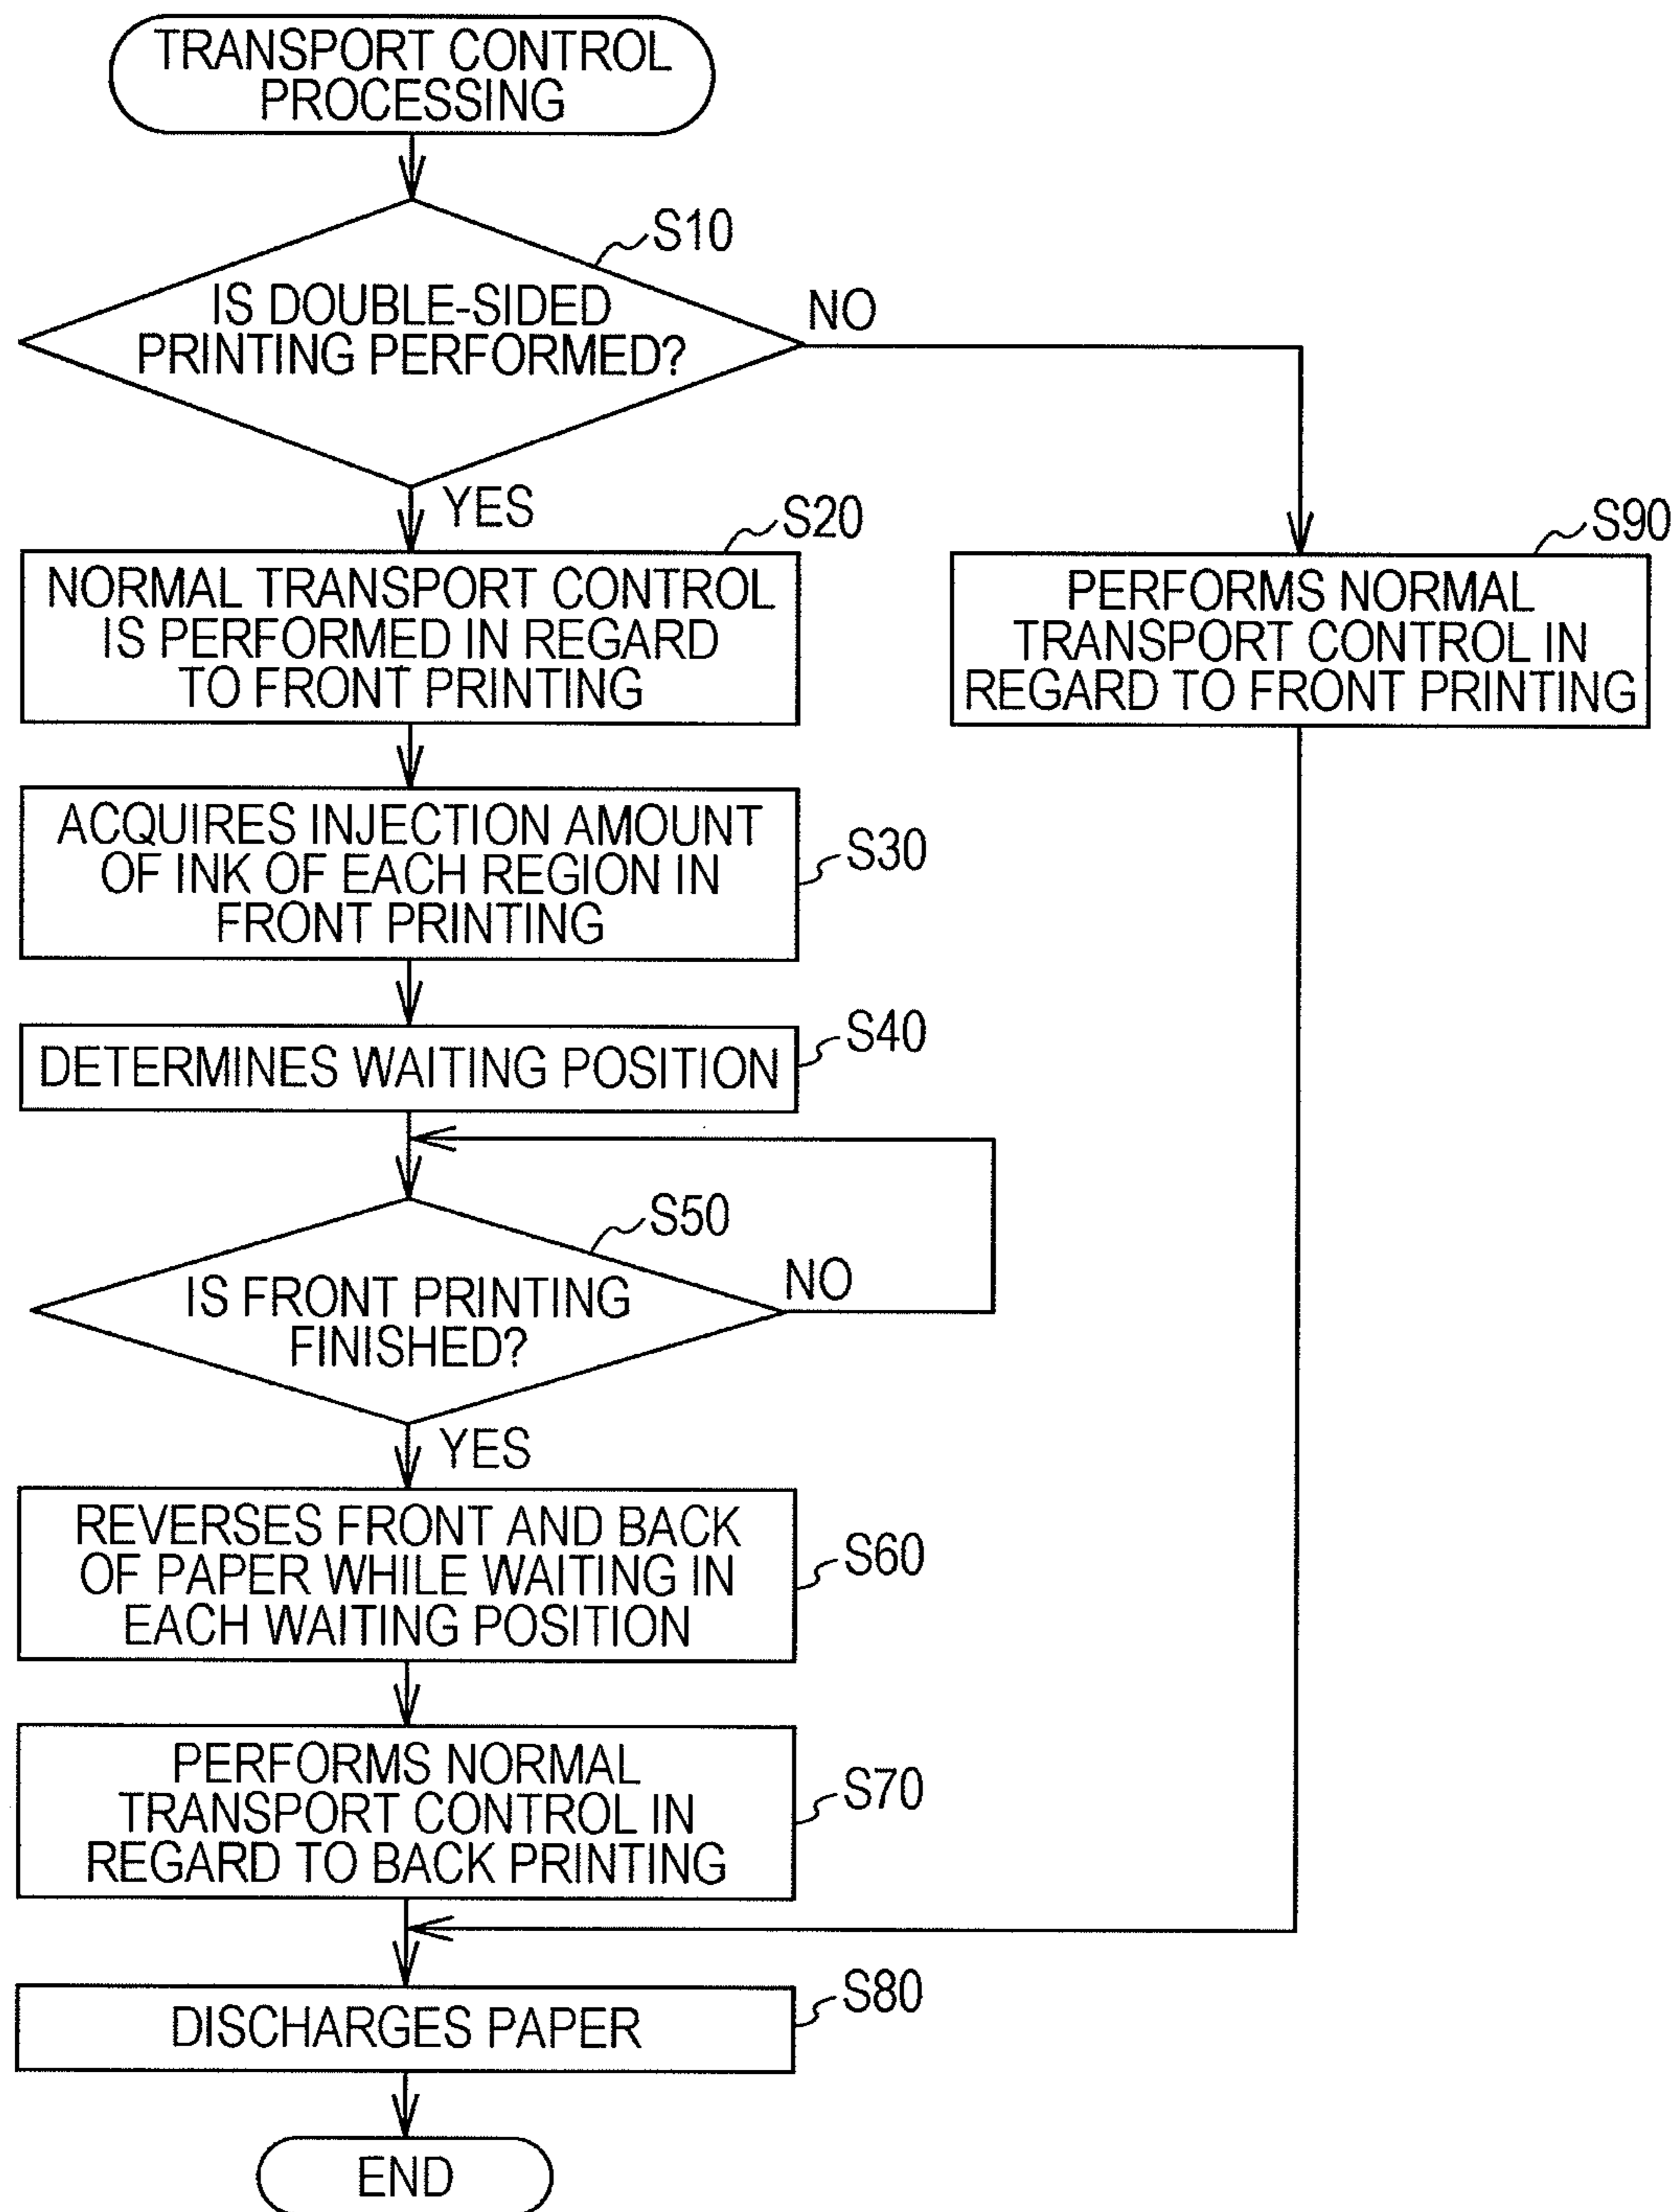 TRANSPORT CONTROL
PROCESSING
S10
IS DOUBLE-SIDED
PRINTING PERFORMED?
NO
YES
S20
NORMAL TRANSPORT CONTROL
IS PERFORMED IN REGARD
TO FRONT PRINTING
S90
PERFORMS NORMAL
TRANSPORT CONTROL IN
REGARD TO FRONT PRINTING
ACQUIRES INJECTION AMOUNT
OF INK OF EACH REGION IN
FRONT PRINTING
S30
DETERMINES WAITING POSITION
S40
S50
IS FRONT PRINTING
FINISHED?
NO
YES
REVERSES FRONT AND BACK
OF PAPER WHILE WAITING IN
EACH WAITING POSITION
S60
PERFORMS NORMAL
TRANSPORT CONTROL IN
REGARD TO BACK PRINTING
S70
DISCHARGES PAPER
S80
END